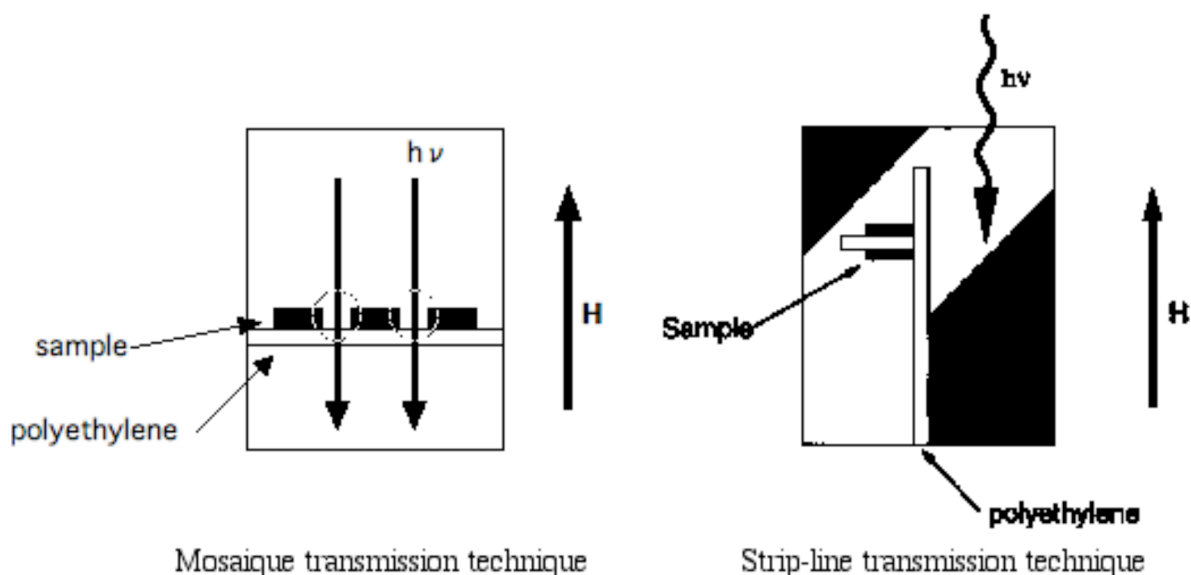 h ν
H
sample
polyethylene
Mosaique transmission technique
hν
H
Sample
polyethylene
Strip-line transmission technique